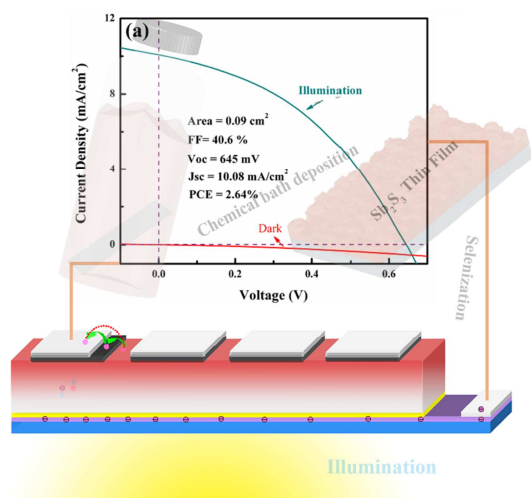 (a)
12
8
4
0
Current Density (mA/cm²)
Illumination
Area = 0.09 cm²
FF= 40.6 %
Voc = 645 mV
Jsc = 10.08 mA/cm²
PCE = 2.64%
Dark
0.0
0.2
0.4
0.6
Voltage (V)
Chemical bath deposition
Sb₂S₃ Thin Film
Selenization
Illumination